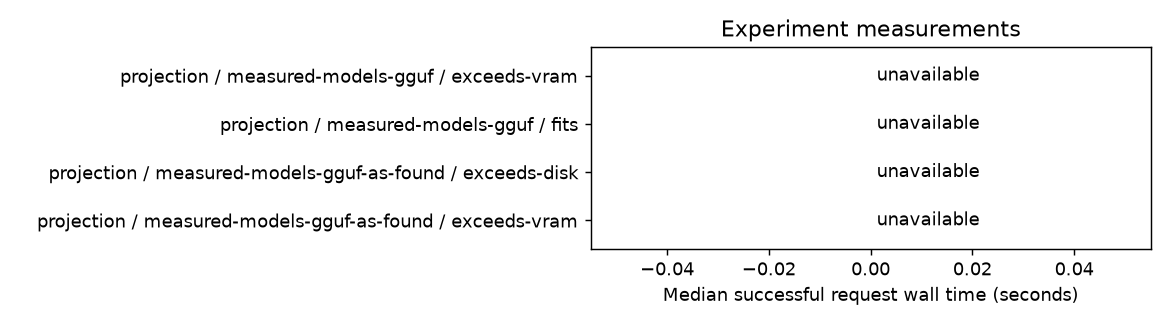 Experiment measurements
projection / measured-models-gguf / exceeds-vram
unavailable
projection / measured-models-gguf / fits
unavailable
projection / measured-models-gguf-as-found / exceeds-disk
unavailable
projection / measured-models-gguf-as-found / exceeds-vram
unavailable
−0.04 −0.02 0.00 0.02 0.04
Median successful request wall time (seconds)